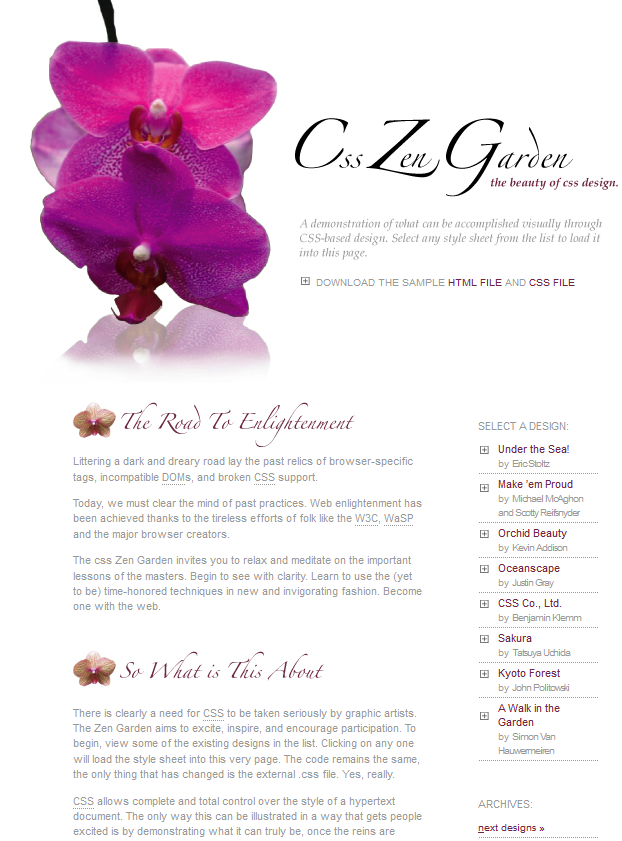 Css Zen Garden
the beauty of css design.
A demonstration of what can be accomplished visually through
CSS-based design. Select any style sheet from the list to load it
into this page.
DOWNLOAD THE SAMPLE HTML FILE AND CSS FILE
The Road To Enlightenment
Littering a dark and dreary road lay the past relics of browser-specific
tags, incompatible DOMs, and broken CSS support.
Today, we must clear the mind of past practices. Web enlightenment has
been achieved thanks to the tireless efforts of folk like the W3C, WaSP
and the major browser creators.
The css Zen Garden invites you to relax and meditate on the important
lessons of the masters. Begin to see with clarity. Learn to use the (yet
to be) time-honored techniques in new and invigorating fashion. Become
one with the web.
So What is This About
There is clearly a need for CSS to be taken seriously by graphic artists.
The Zen Garden aims to excite, inspire, and encourage participation. To
begin, view some of the existing designs in the list. Clicking on any one
will load the style sheet into this very page. The code remains the same,
the only thing that has changed is the external .css file. Yes, really.
CSS allows complete and total control over the style of a hypertext
document. The only way this can be illustrated in a way that gets people
excited is by demonstrating what it can truly be, once the reins are
SELECT A DESIGN:
Under the Sea!
by Eric Stoltz
Make 'em Proud
by Michael McAghon
and Scotty Reifsnyder
Orchid Beauty
by Kevin Addison
Oceanscape
by Justin Gray
CSS Co., Ltd.
by Benjamin Klemm
Sakura
by Tatsuya Uchida
Kyoto Forest
by John Politowski
A Walk in the
Garden
by Simon Van
Hauwermeiren
ARCHIVES:
next designs »